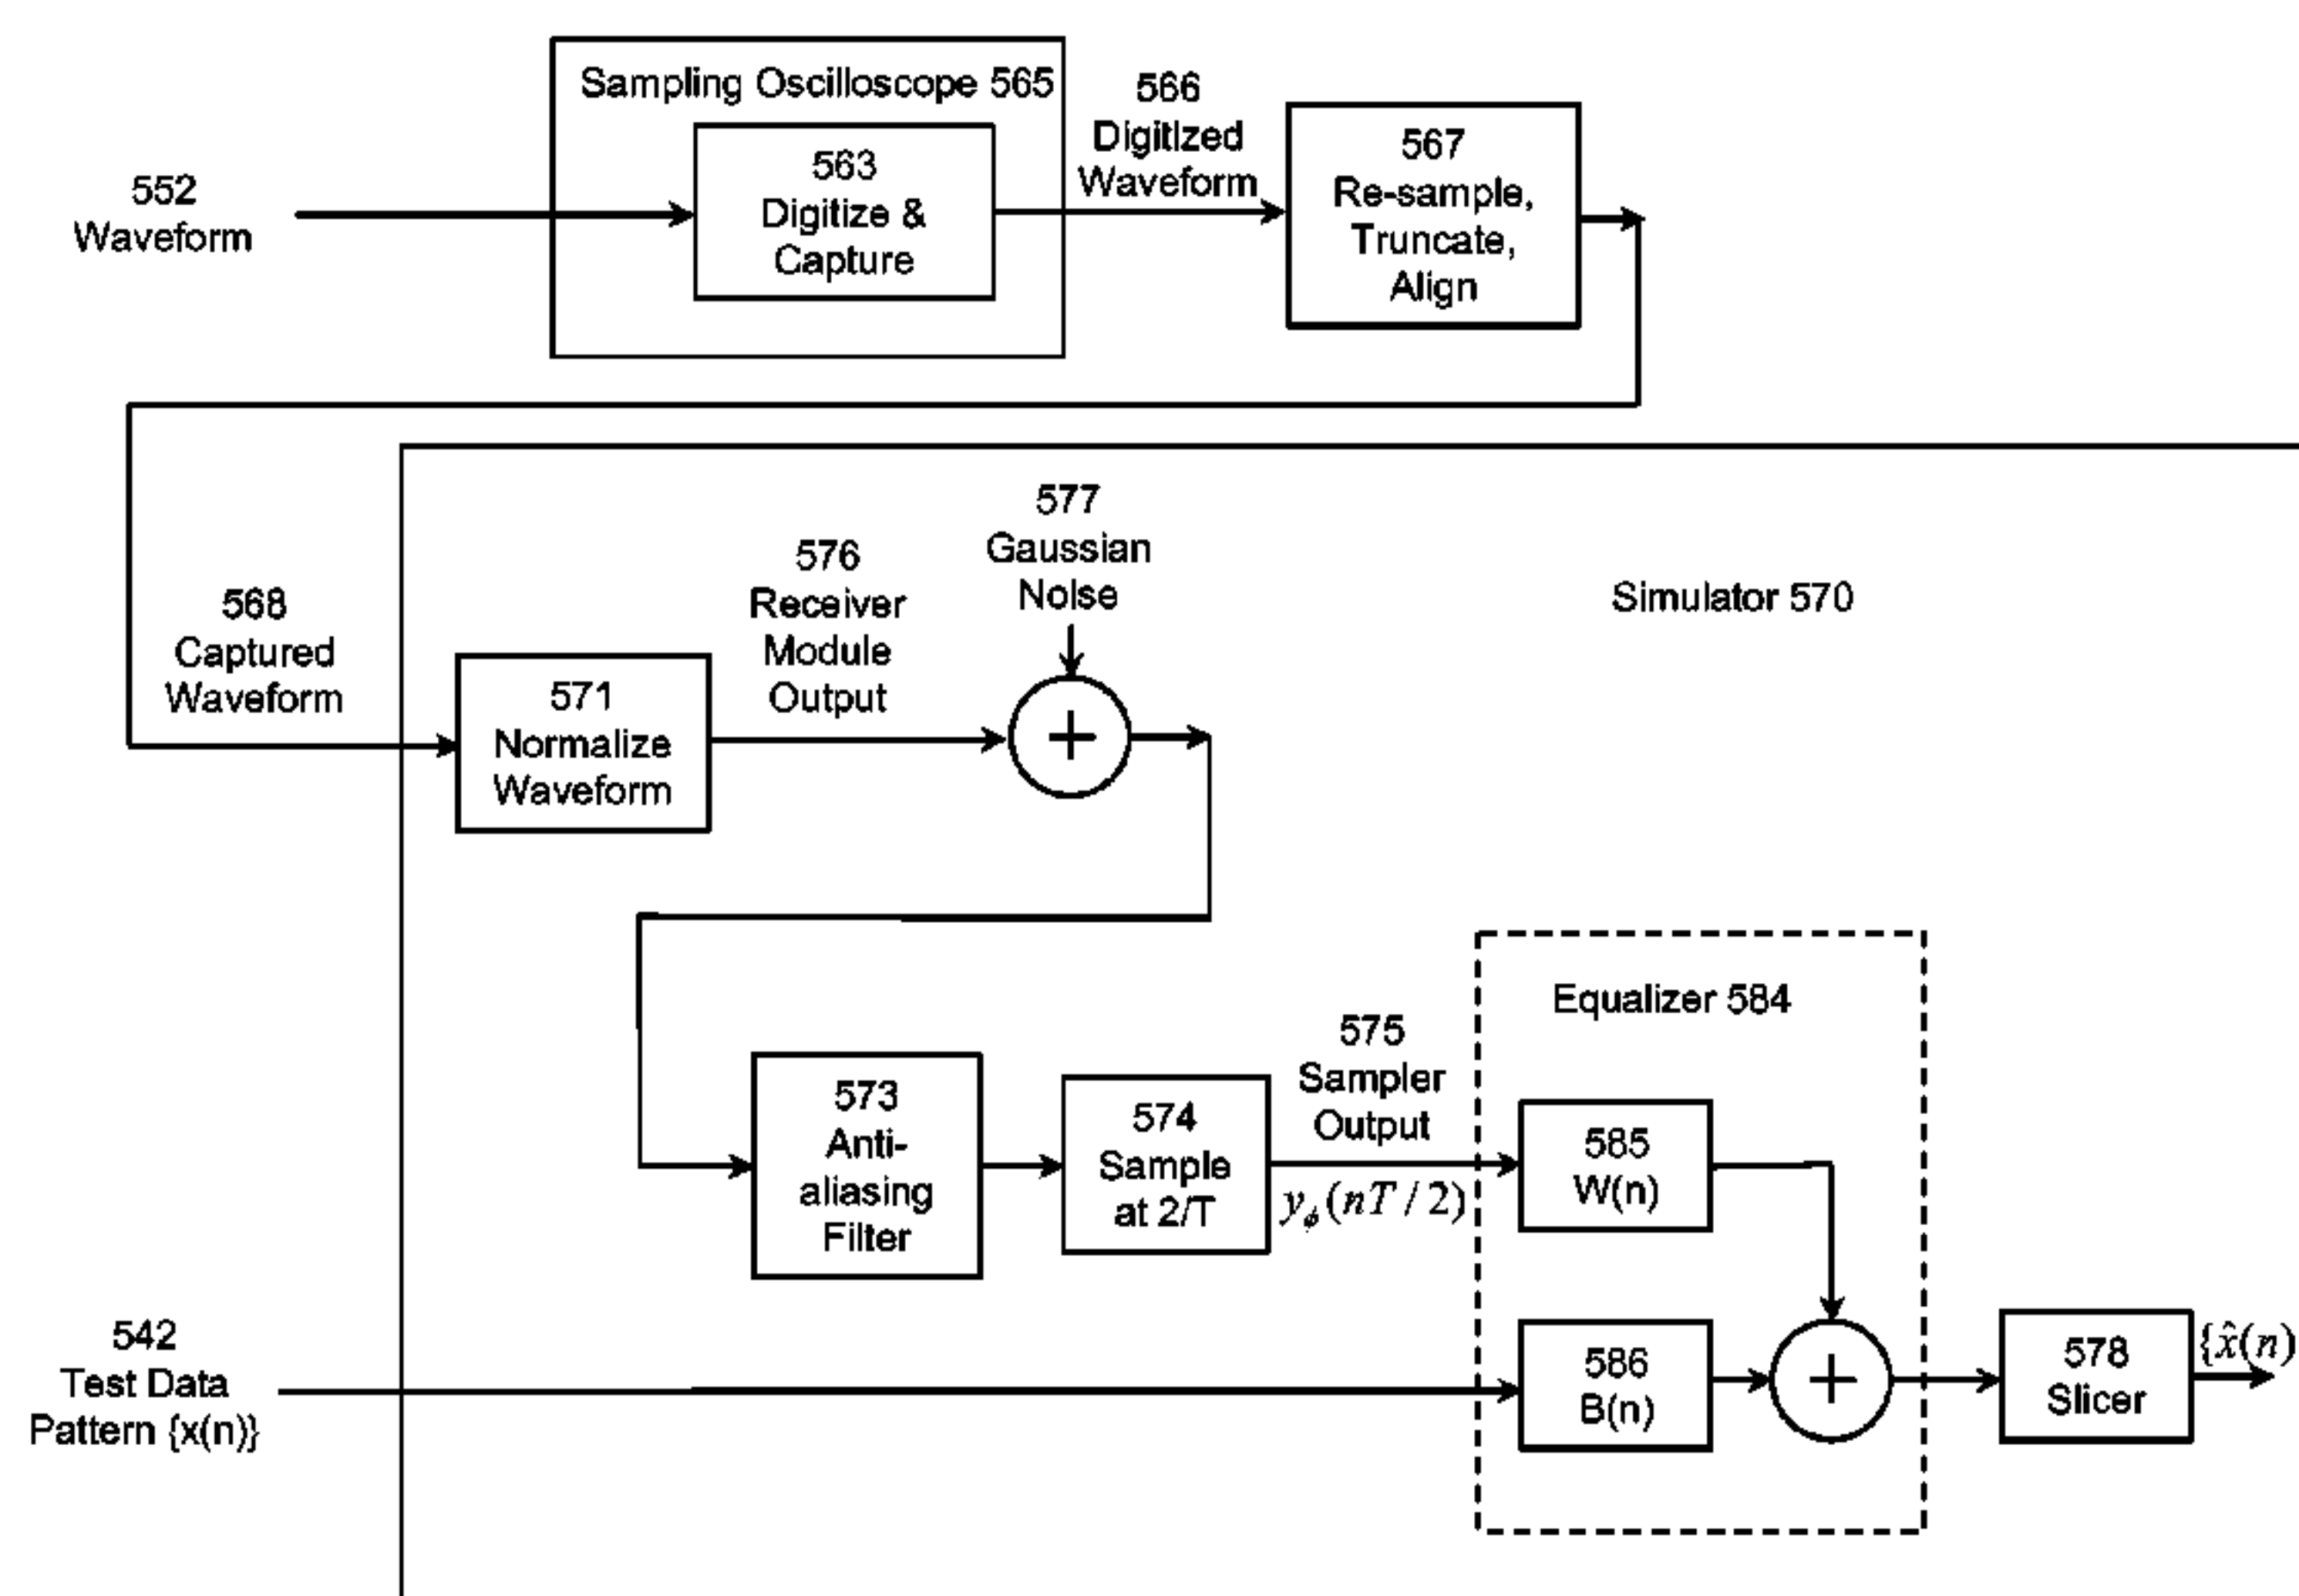 Sampling Oscilloscope 565
563
Digitize &
Capture
566
Digitized
Waveform
567
Re-sample,
Truncate,
Align
552
Waveform
577
Gaussian
Noise
576
Receiver
Module
Output
Simulator 570
568
Captured
Waveform
571
Normalize
Waveform
+
Equalizer 584
573
Anti-
aliasing
Filter
574
Sample
at 2/T
575
Sampler
Output
yϕ(nT / 2)
585
W(n)
542
Test Data
Pattern {x(n)}
586
B(n)
+
578
Slicer
{x̂(n)